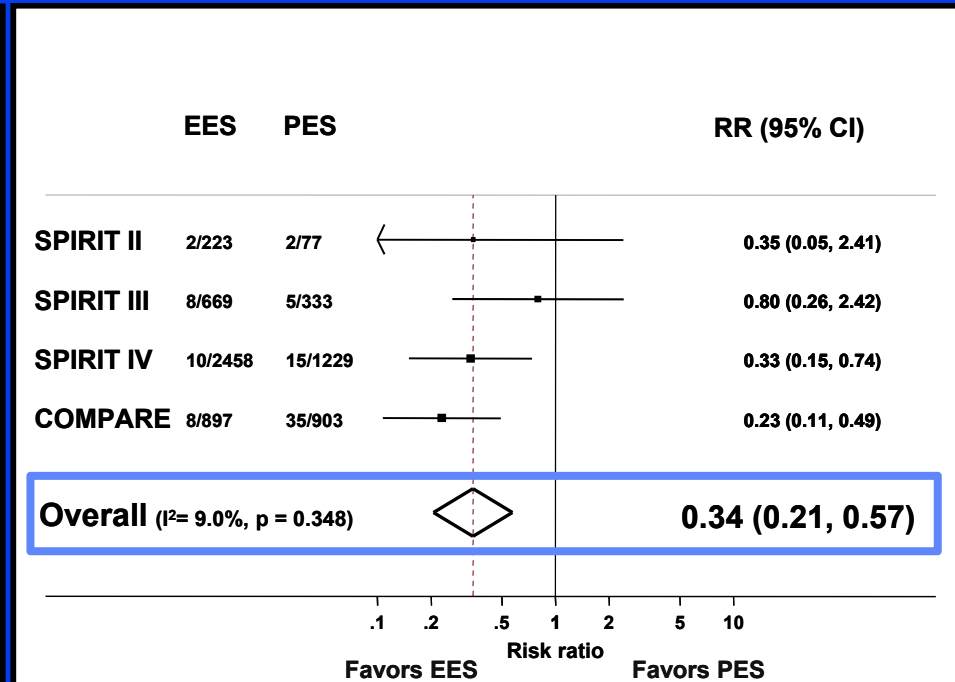 EES PES RR (95% CI)
SPIRIT II 2/223 2/77 0.35 (0.05, 2.41)
SPIRIT III 8/669 5/333 0.80 (0.26, 2.42)
SPIRIT IV 10/2458 15/1229 0.33 (0.15, 0.74)
COMPARE 8/897 35/903 0.23 (0.11, 0.49)
Overall (I²= 9.0%, p = 0.348) 0.34 (0.21, 0.57)
.1 .2 .5 1 2 5 10
Risk ratio
Favors EES Favors PES